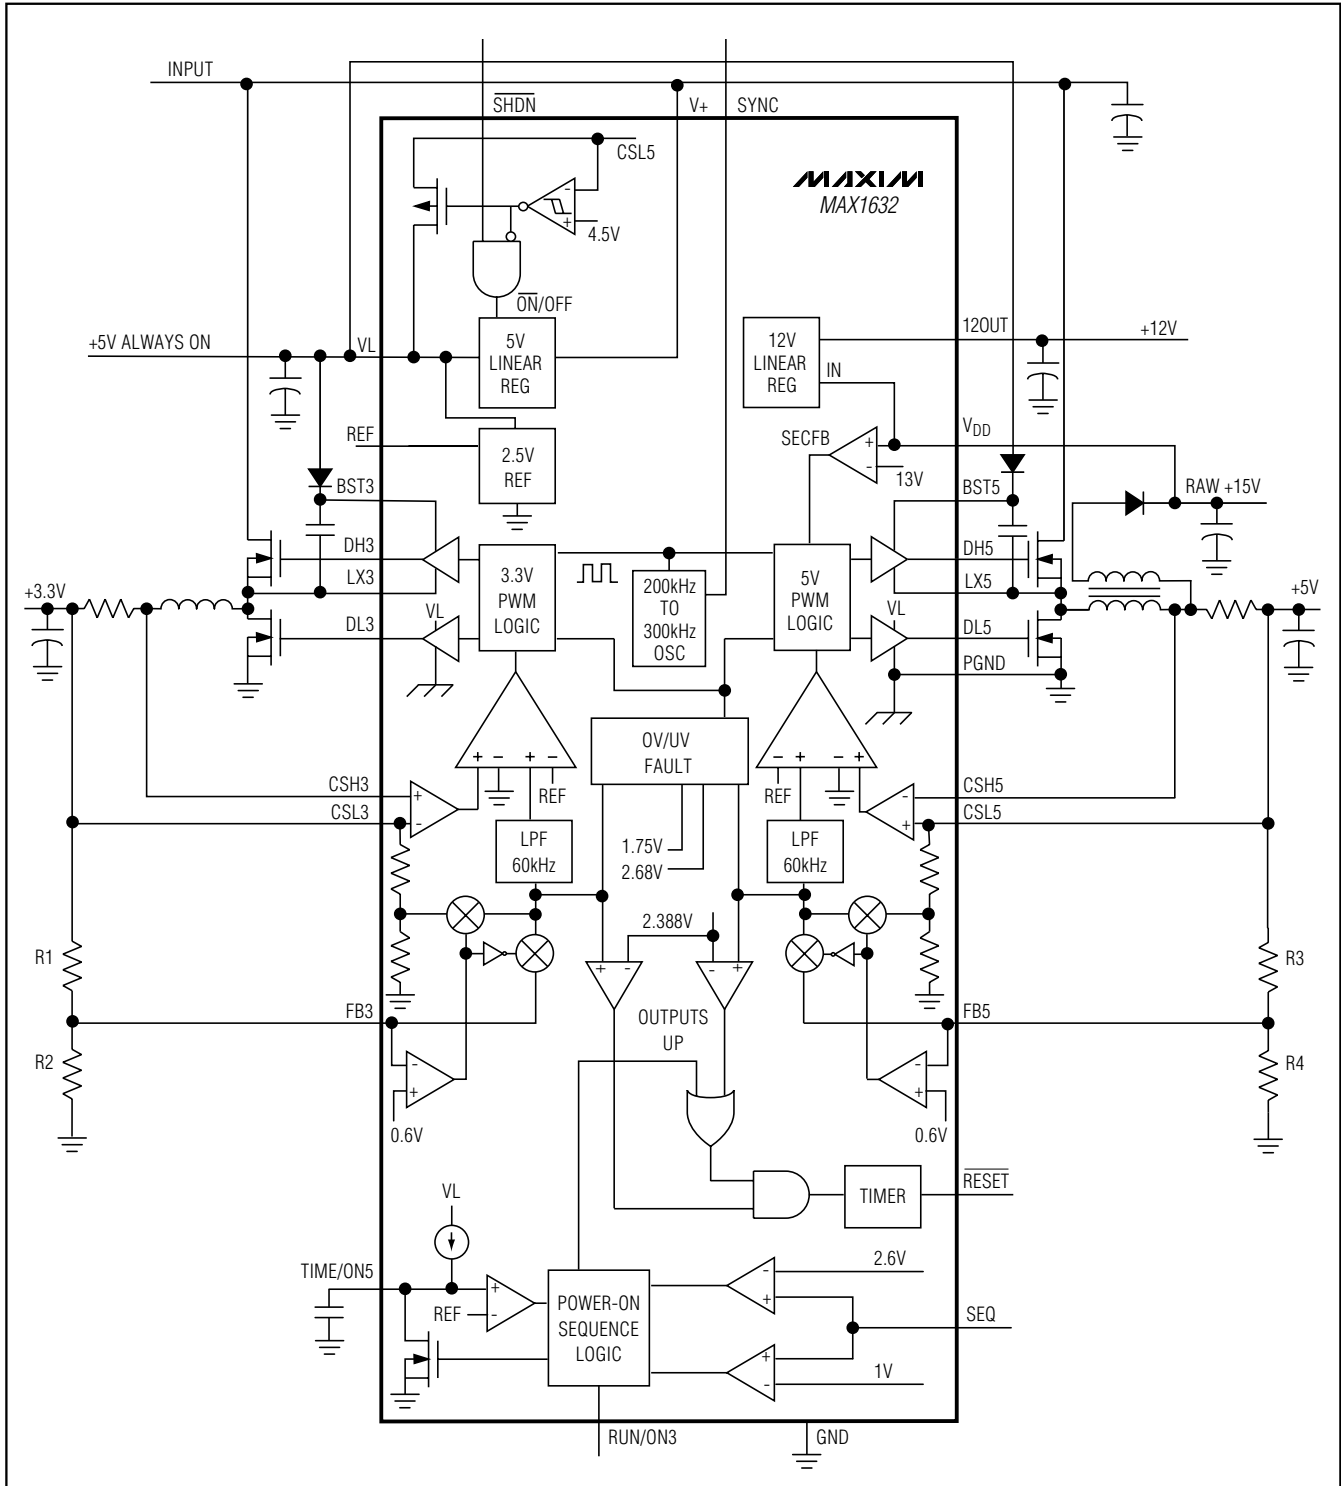 INPUT
SHDN
V+
SYNC
CSL5
MAXIM
MAX1632
-
+
4.5V
ON/OFF
+5V ALWAYS ON
VL
5V
LINEAR
REG
12V
LINEAR
REG
IN
12OUT
+12V
REF
2.5V
REF
SECFB
+
-
13V
VDD
BST3
BST5
RAW +15V
DH3
LX3
DL3
VL
3.3V
PWM
LOGIC
200kHz
TO
300kHz
OSC
5V
PWM
LOGIC
VL
DH5
LX5
DL5
PGND
+3.3V
+5V
OV/UV
FAULT
+ - + -
REF
- + - +
REF
CSH3
CSL3
+
-
CSH5
CSL5
-
+
LPF
60kHz
1.75V
2.68V
LPF
60kHz
2.388V
+ -
- +
R1
R2
R3
R4
FB3
FB5
OUTPUTS
UP
-
+
0.6V
-
+
0.6V
TIMER
RESET
VL
TIME/ON5
+
-
REF
POWER-ON
SEQUENCE
LOGIC
-
+
2.6V
SEQ
+
-
1V
RUN/ON3
GND